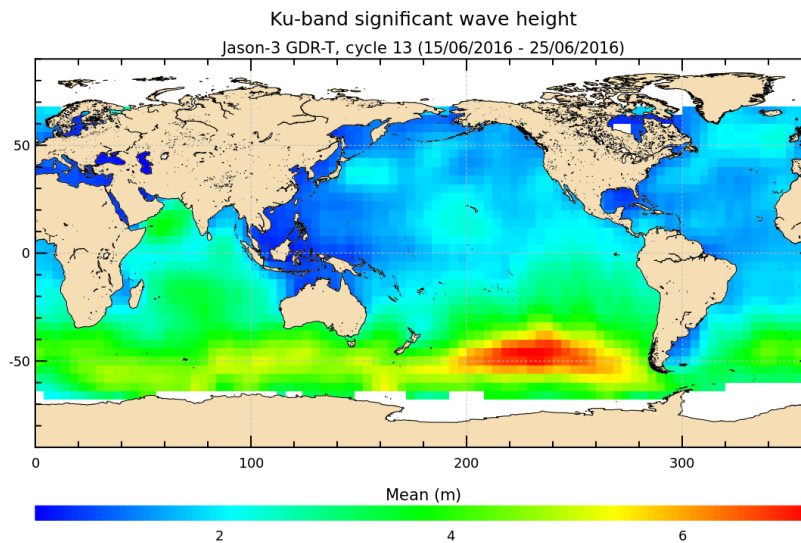 Ku-band significant wave height
Jason-3 GDR-T, cycle 13 (15/06/2016 - 25/06/2016)
50
0
-50
0 100 200 300
Mean (m)
2 4 6